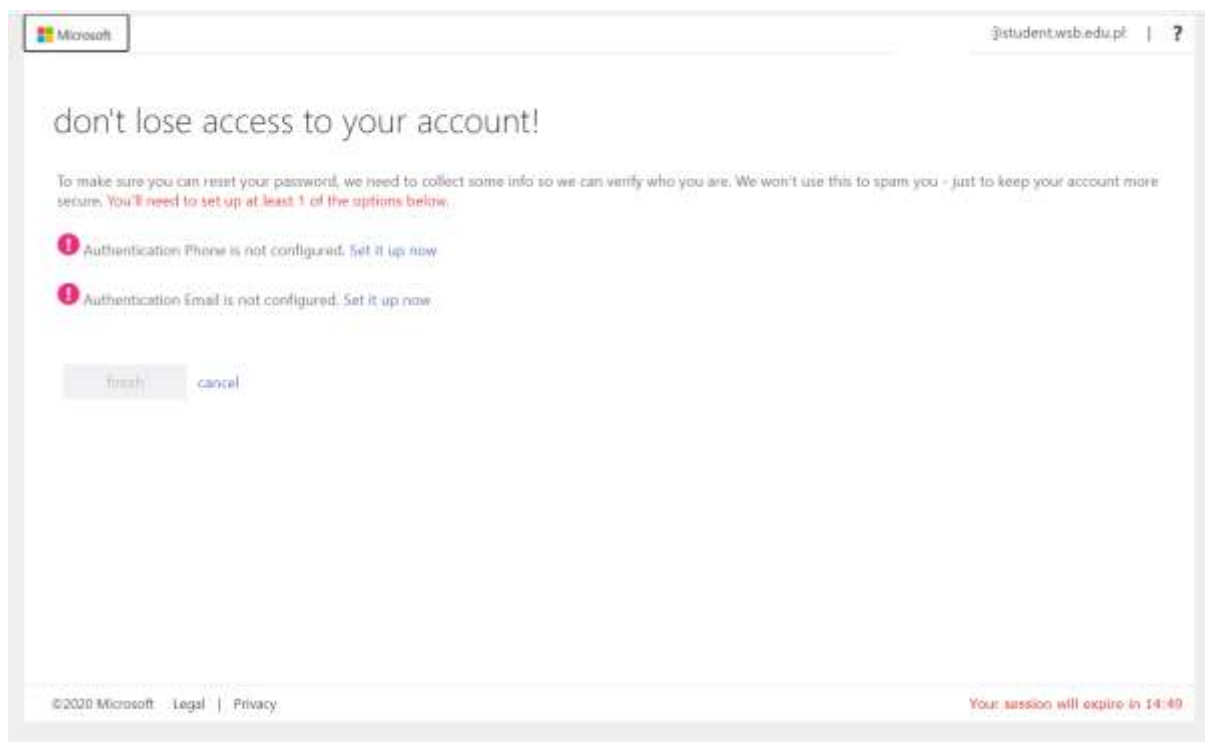 Microsoft
@student.wsb.edu.pl | ?
don't lose access to your account!
To make sure you can reset your password, we need to collect some info so we can verify who you are. We won't use this to spam you - just to keep your account more
secure. You'll need to set up at least 1 of the options below.
! Authentication Phone is not configured. Set it up now
! Authentication Email is not configured. Set it up now
finish cancel
©2020 Microsoft Legal | Privacy
Your session will expire in 14:49